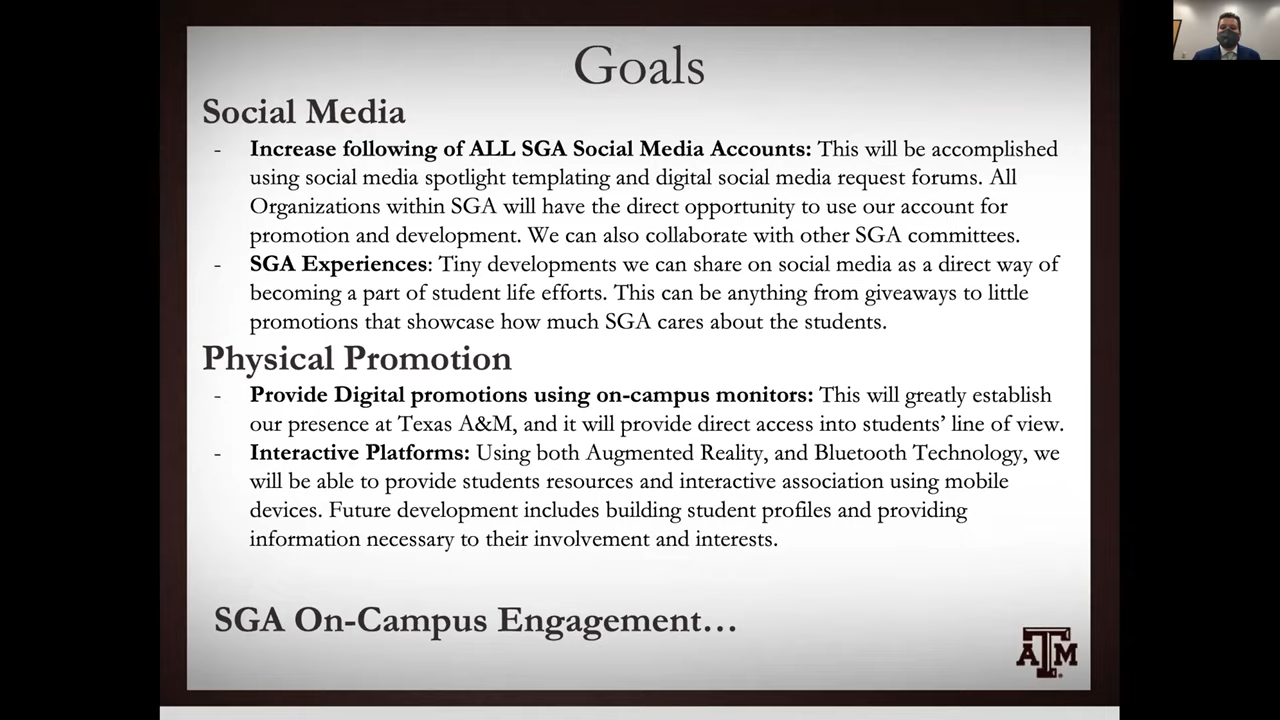 Goals
Social Media
- Increase following of ALL SGA Social Media Accounts: This will be accomplished
using social media spotlight templating and digital social media request forums. All
Organizations within SGA will have the direct opportunity to use our account for
promotion and development. We can also collaborate with other SGA committees.
- SGA Experiences: Tiny developments we can share on social media as a direct way of
becoming a part of student life efforts. This can be anything from giveaways to little
promotions that showcase how much SGA cares about the students.
Physical Promotion
- Provide Digital promotions using on-campus monitors: This will greatly establish
our presence at Texas A&M, and it will provide direct access into students’ line of view.
- Interactive Platforms: Using both Augmented Reality, and Bluetooth Technology, we
will be able to provide students resources and interactive association using mobile
devices. Future development includes building student profiles and providing
information necessary to their involvement and interests.
SGA On-Campus Engagement…
ATM